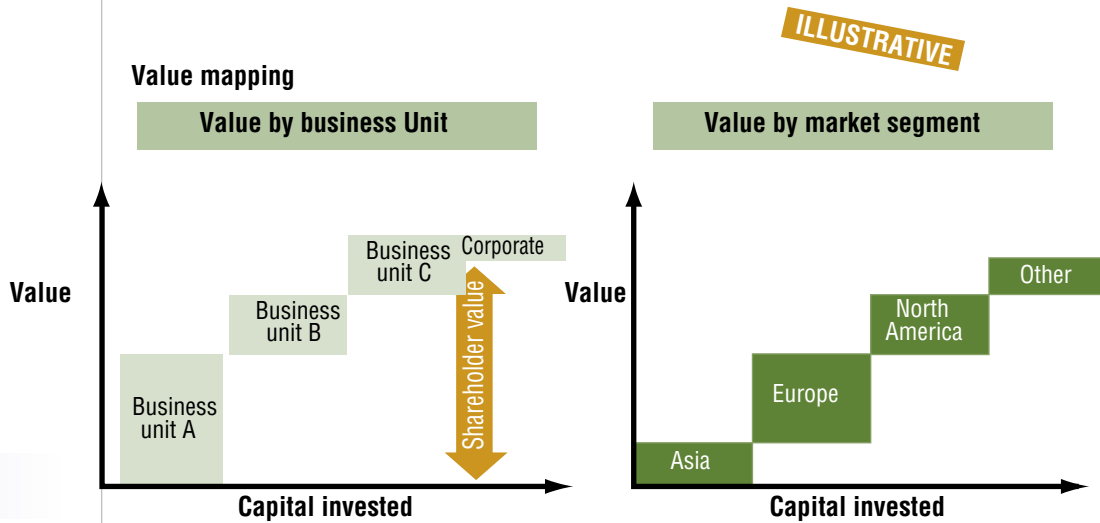 ILLUSTRATIVE
Value mapping
Value by business Unit
Value
Business
unit A
Business
unit B
Business
unit C
Corporate
Shareholder value
Capital invested
Value by market segment
Value
Asia
Europe
North
America
Other
Capital invested